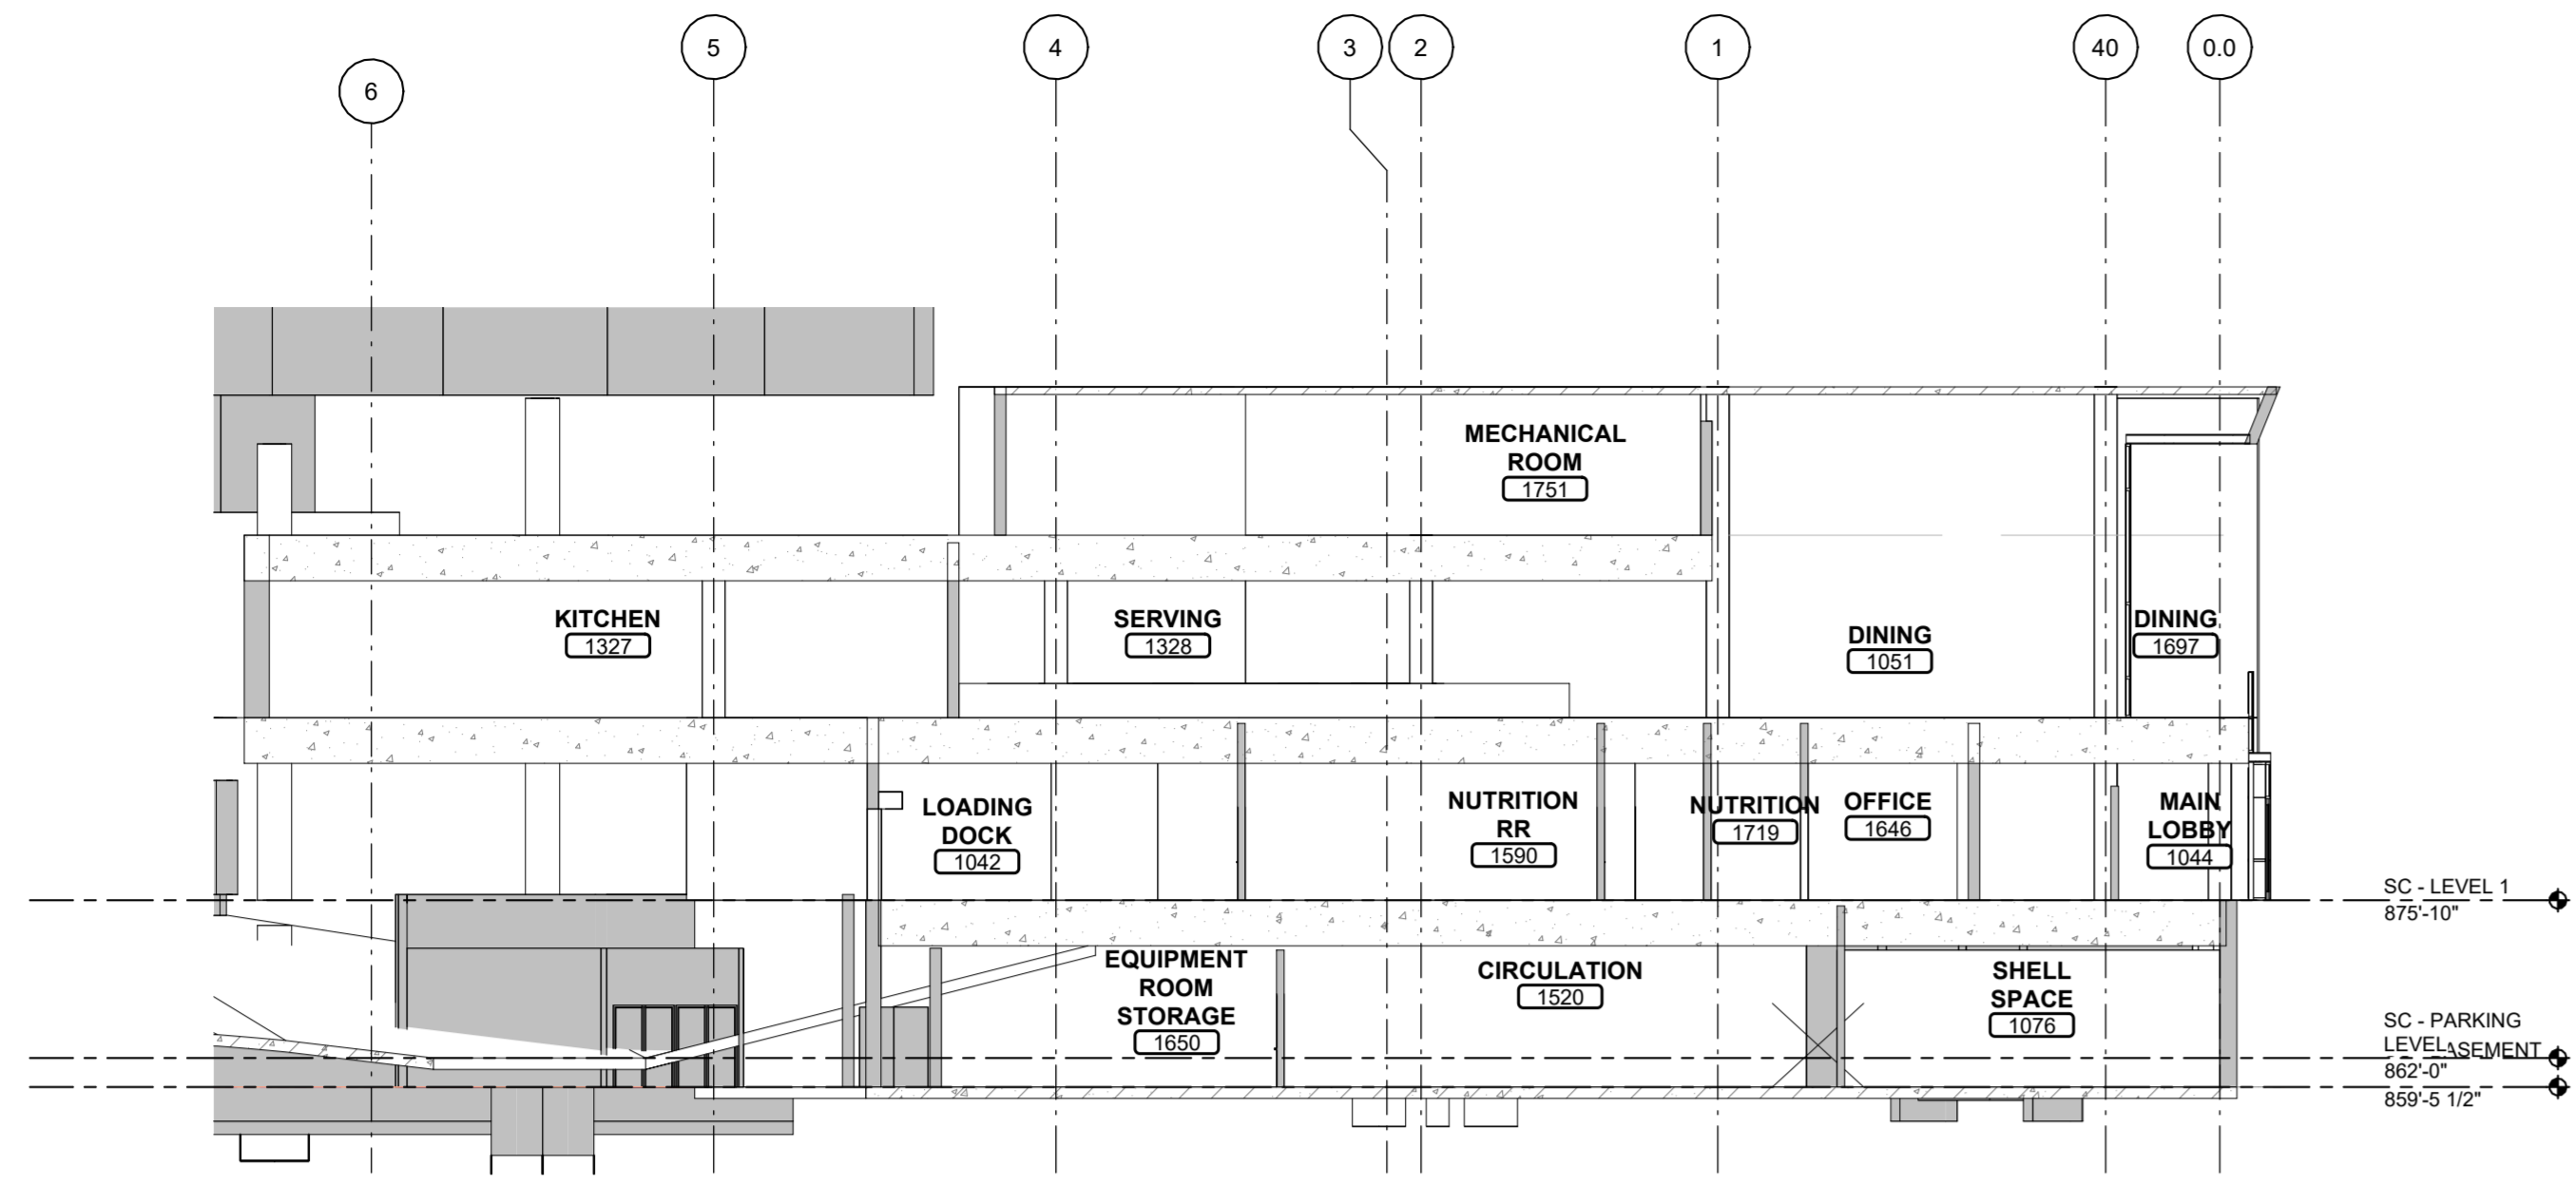 6
5
4
3
2
1
40
0.0
MECHANICAL
ROOM
1751
KITCHEN
1327
SERVING
1328
DINING
1051
DINING
1697
LOADING
DOCK
1042
NUTRITION
RR
1590
NUTRITION
1719
OFFICE
1646
MAIN
LOBBY
1044
SC - LEVEL 1
875'-10"
EQUIPMENT
ROOM
STORAGE
1650
CIRCULATION
1520
SHELL
SPACE
1076
SC - PARKING
LEVEL
862'-0"
859'-5 1/2"